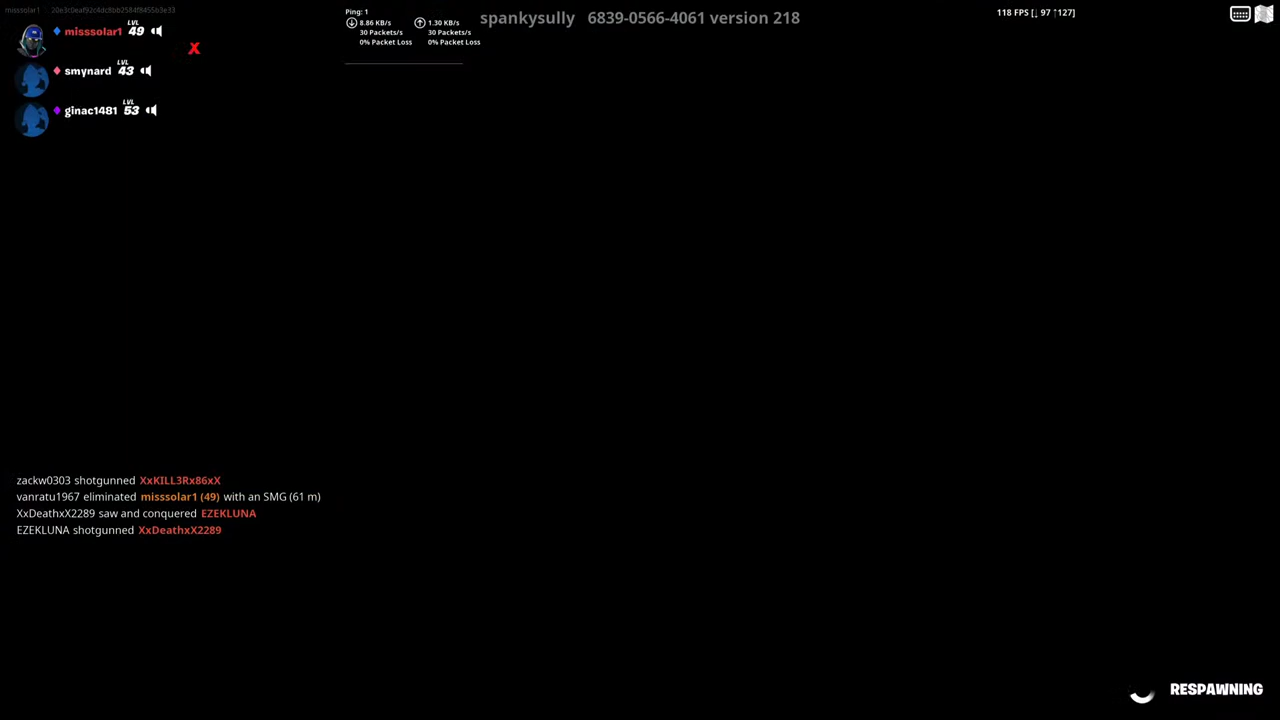 Ping: 1
8.86 KB/s 1.30 KB/s
30 Packets/s 30 Packets/s
0% Packet Loss 0% Packet Loss
spankysully 6839-0566-4061 version 218
118 FPS [↓ 97 ↑127]
misssolar1 LVL 49
X
smynard LVL 43
ginac1481 LVL 53
zackw0303 shotgunned XxKILL3Rx86xX
vanratu1967 eliminated misssolar1 (49) with an SMG (61 m)
XxDeathxX2289 saw and conquered EZEKLUNA
EZEKLUNA shotgunned XxDeathxX2289
RESPAWNING